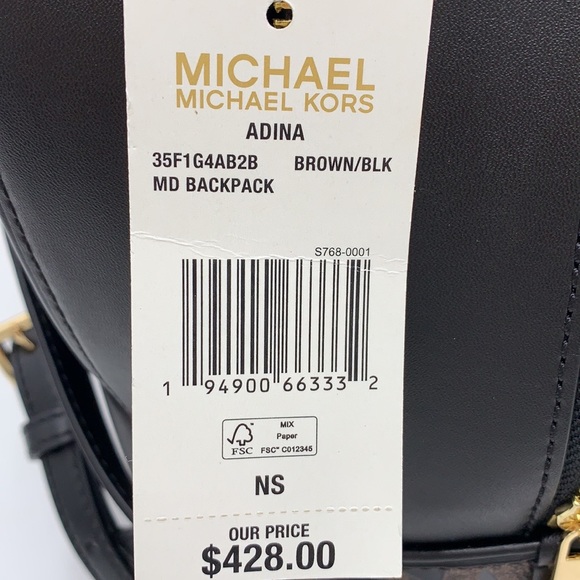 MICHAEL
MICHAEL KORS
ADINA
35F1G4AB2B BROWN/BLK
MD BACKPACK
S768-0001
1 94900 66333 2
FSC
MIX
Paper
FSC™ C012345
NS
OUR PRICE
$428.00